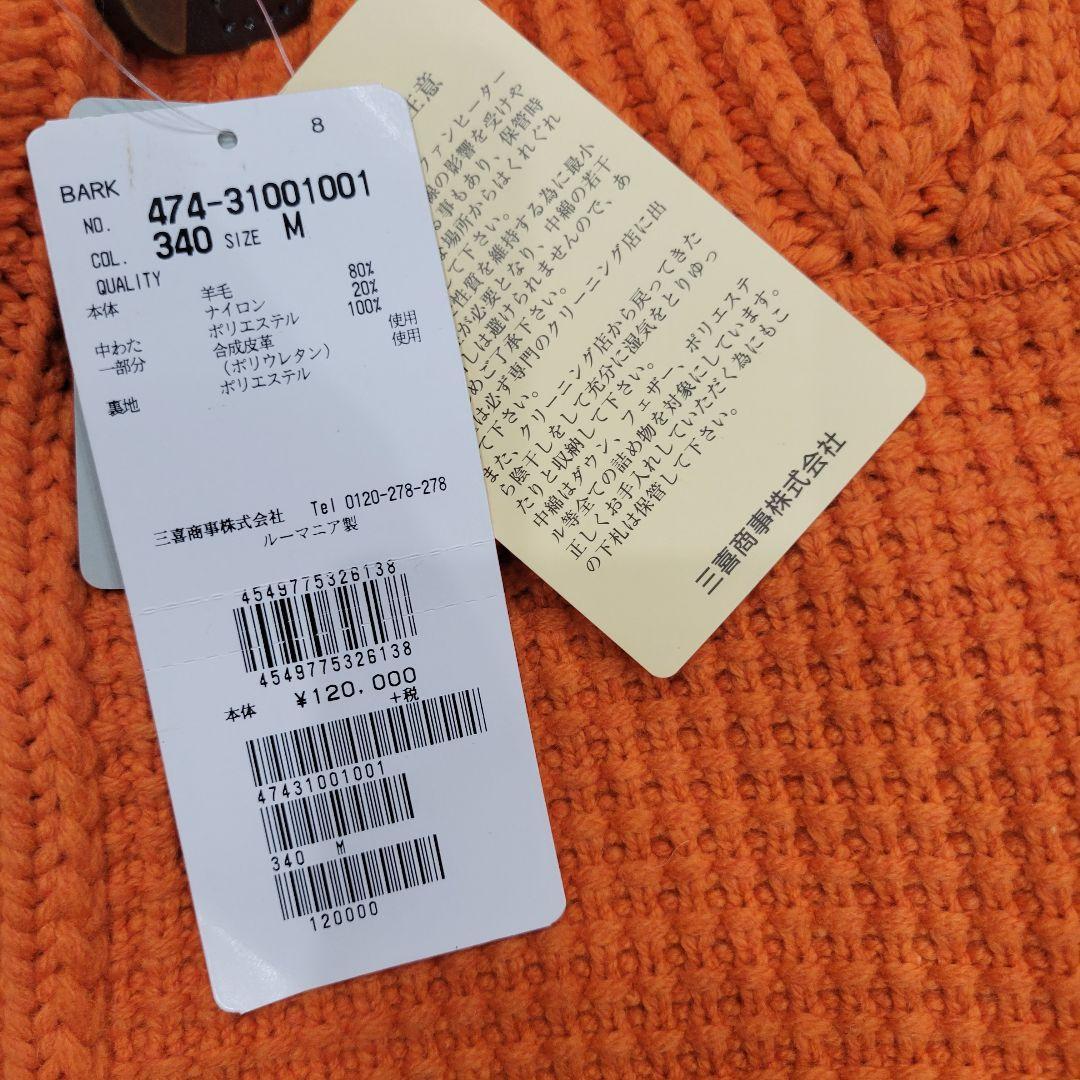 8
BARK
NO. 474-31001001
COL. 340 SIZE M
QUALITY
本体 羊毛 80%
ナイロン 20%
中わた ポリエステル 100%
一部分 合成皮革 使用
(ポリウレタン) 使用
裏地 ポリエステル
三喜商事株式会社 Tel 0120-278-278
ルーマニア製
4549775326138
4549775326138
本体 ¥120,000
+税
47431001001
340 M
120000
注意
ファンヒーター
の影響を受けや
事もあり、保管時
場所からはくれぐれ
て下さい。
性質を維持する為に最小
が必要となり、中綿の若干
は避けられませんので、あ
めご了承下さい。
は必ず専門のクリーニング店に出
て下さい。
また、クリーニング店から戻ってきた
ら陰干しをして充分に湿気をとりゆっ
たりと収納して下さい。
中綿はダウン、フェザー、ポリエステ
ル等全ての詰め物を対象にしています。
正しくお手入れしていただく為にもこ
の下札は保管して下さい。
三喜商事株式会社